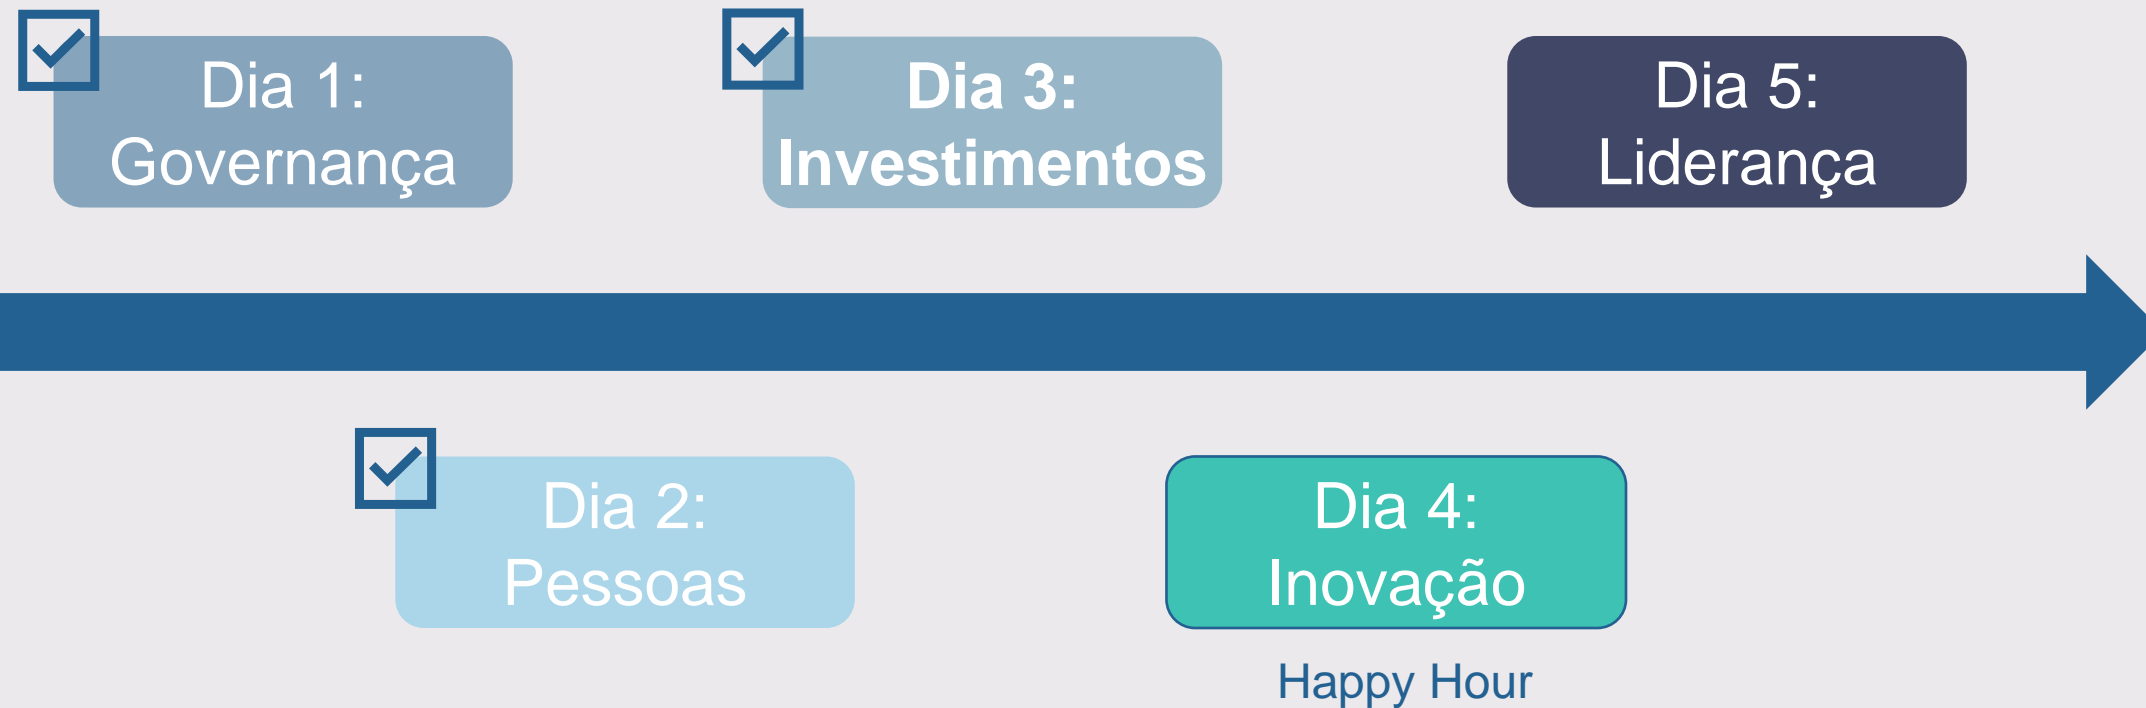 Dia 1:
Governança
Dia 3:
Investimentos
Dia 5:
Liderança
Dia 2:
Pessoas
Dia 4:
Inovação
Happy Hour